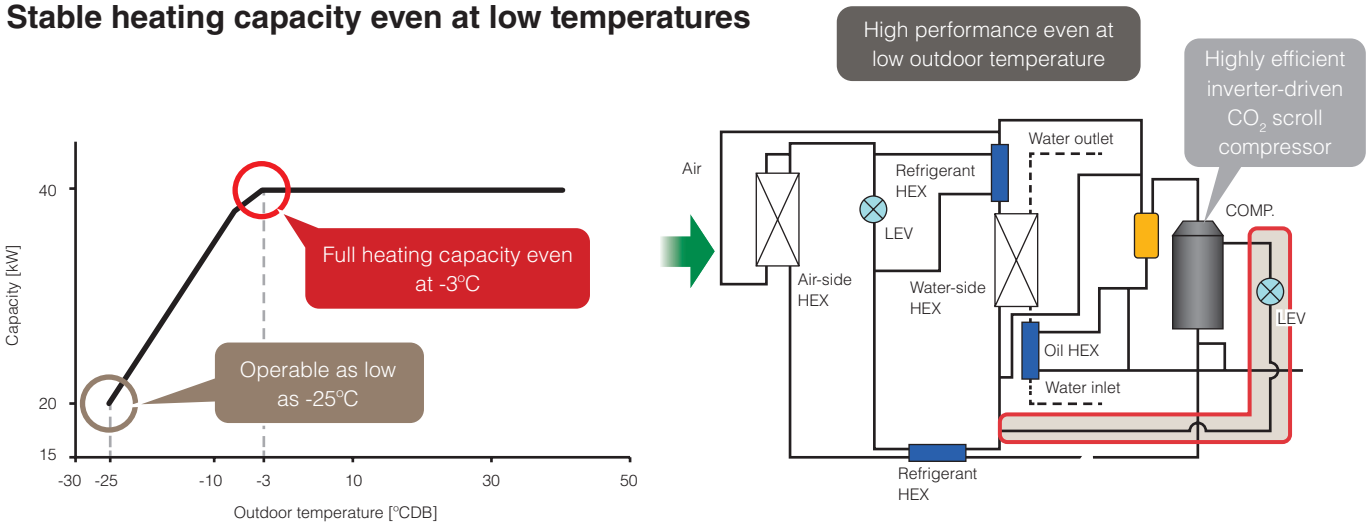 Stable heating capacity even at low temperatures
Capacity [kW]
40
20
15
-30
-25
-10
-3
10
30
50
Outdoor temperature [°CDB]
Full heating capacity even
at -3°C
Operable as low
as -25°C
High performance even at
low outdoor temperature
Highly efficient
inverter-driven
CO₂ scroll
compressor
Air
Air-side
HEX
LEV
Refrigerant
HEX
Water outlet
Water-side
HEX
COMP.
LEV
Oil HEX
Water inlet
Refrigerant
HEX